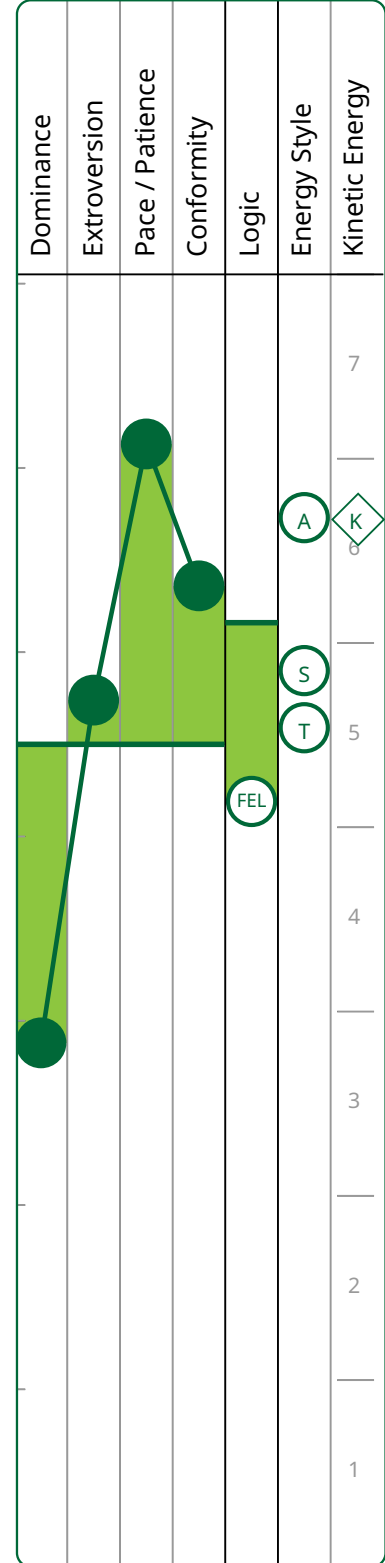 Dominance
Extroversion
Pace / Patience
Conformity
Logic
Energy Style
Kinetic Energy
7
A
K
6
S
T
5
FEL
4
3
2
1